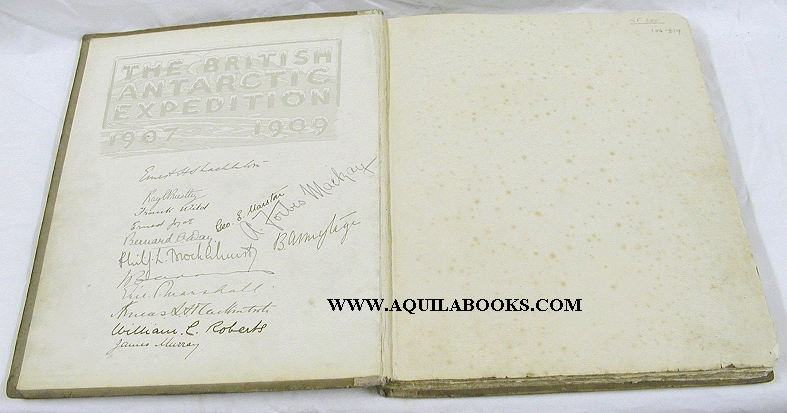 THE BRITISH
ANTARCTIC
EXPEDITION
1907 1909
Ernest H Shackleton
Raymond Priestley
Frank Wild
Ernest Joyce
Geo. E. Marston
A Forbes Mackay
Bernard C Day
Philip L Brocklehurst
B Armytage
Eric P Marshall.
Aeneas L A Mackintosh
William. C. Roberts
James Murray
WWW.AQUILABOOKS.COM